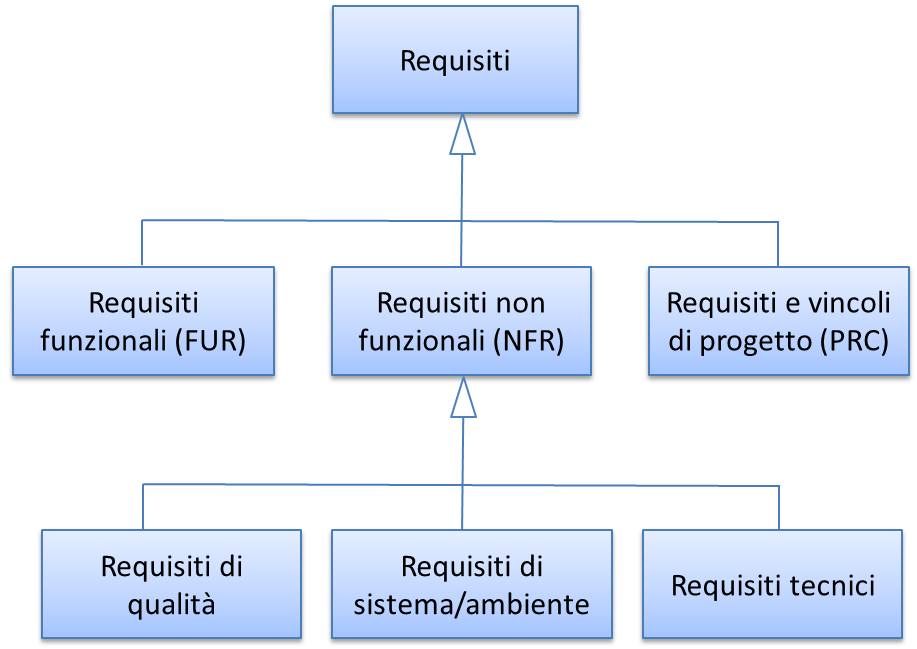 Requisiti
Requisiti
funzionali (FUR)
Requisiti non
funzionali (NFR)
Requisiti e vincoli
di progetto (PRC)
Requisiti di
qualità
Requisiti di
sistema/ambiente
Requisiti tecnici